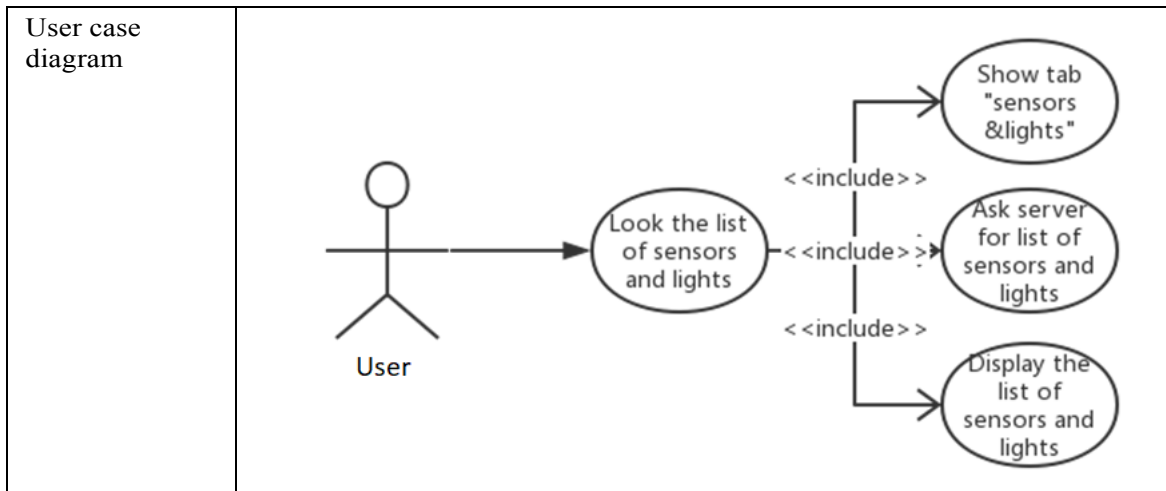 User case
diagram
Show tab
"sensors
&lights"
<<include>>
Look the list
of sensors
and lights
<<include>>
Ask server
for list of
sensors and
lights
<<include>>
Display the
list of
sensors and
lights
User